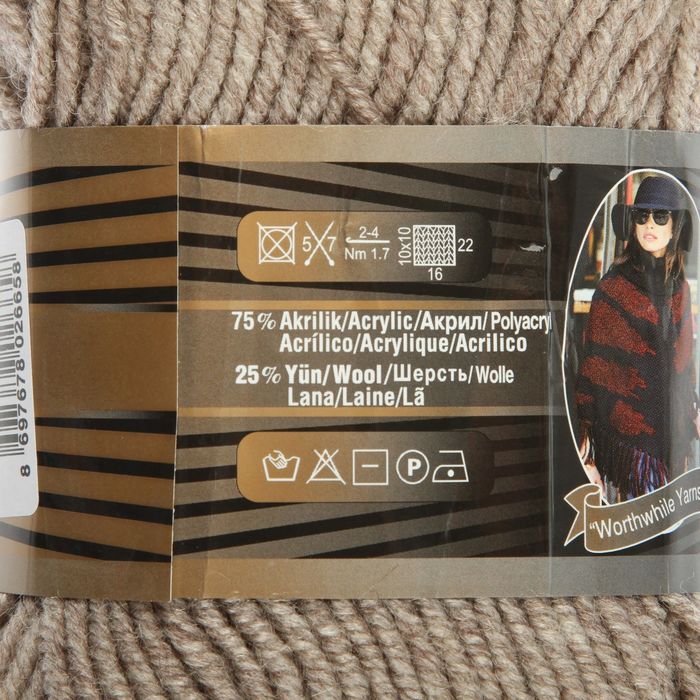 5 7
2-4
Nm 1.7
10x10
22
16
75% Akrilik/Acrylic/Акрил/Polyacryl
Acrílico/Acrylique/Acrilico
25% Yün/Wool/Шерсть/Wolle
Lana/Laine/Lã
P
8 697678 026658
"Worthwhile Yarns